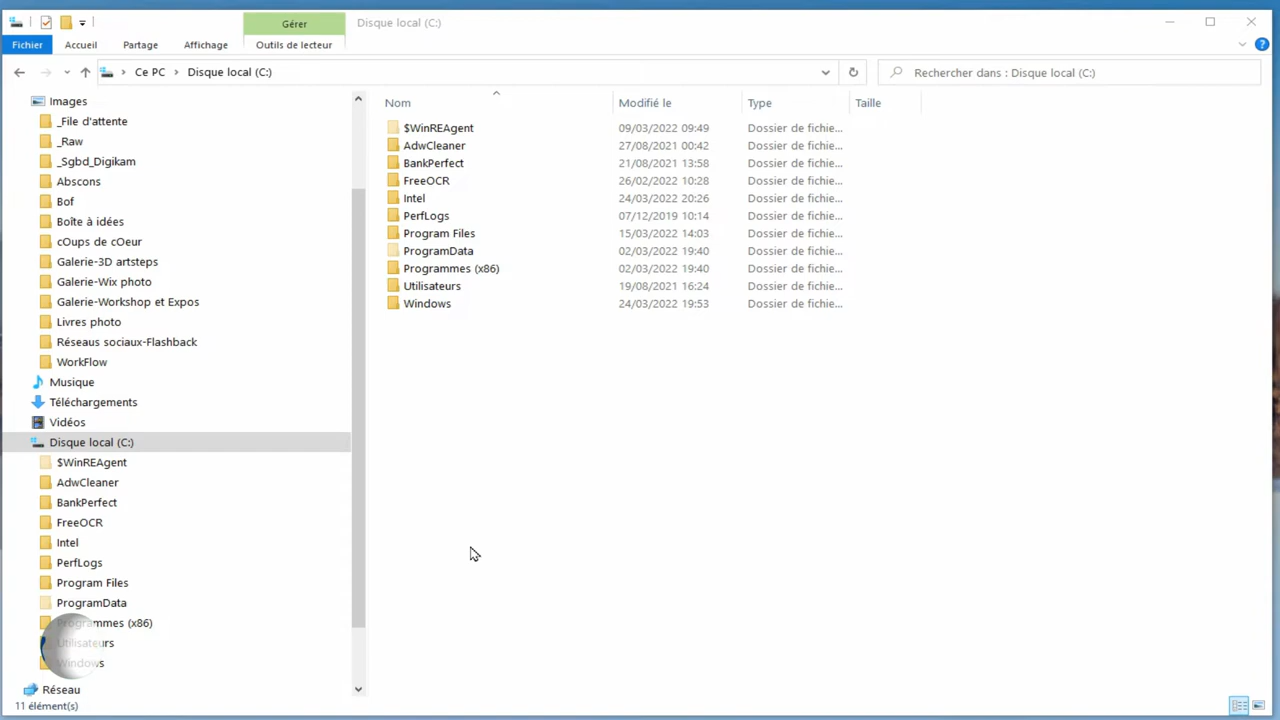 Gérer
Disque local (C:)
Fichier
Accueil
Partage
Affichage
Outils de lecteur
Ce PC > Disque local (C:)
Rechercher dans : Disque local (C:)
Images
_File d'attente
_Raw
_Sgbd_Digikam
Abscons
Bof
Boîte à idées
cOups de cOeur
Galerie-3D artsteps
Galerie-Wix photo
Galerie-Workshop et Expos
Livres photo
Réseaus sociaux-Flashback
WorkFlow
Musique
Téléchargements
Vidéos
Disque local (C:)
$WinREAgent
AdwCleaner
BankPerfect
FreeOCR
Intel
PerfLogs
Program Files
ProgramData
Programmes (x86)
Utilisateurs
Windows
Réseau
Nom Modifié le Type Taille
$WinREAgent 09/03/2022 09:49 Dossier de fichie...
AdwCleaner 27/08/2021 00:42 Dossier de fichie...
BankPerfect 21/08/2021 13:58 Dossier de fichie...
FreeOCR 26/02/2022 10:28 Dossier de fichie...
Intel 24/03/2022 20:26 Dossier de fichie...
PerfLogs 07/12/2019 10:14 Dossier de fichie...
Program Files 15/03/2022 14:03 Dossier de fichie...
ProgramData 02/03/2022 19:40 Dossier de fichie...
Programmes (x86) 02/03/2022 19:40 Dossier de fichie...
Utilisateurs 19/08/2021 16:24 Dossier de fichie...
Windows 24/03/2022 19:53 Dossier de fichie...
11 élément(s)